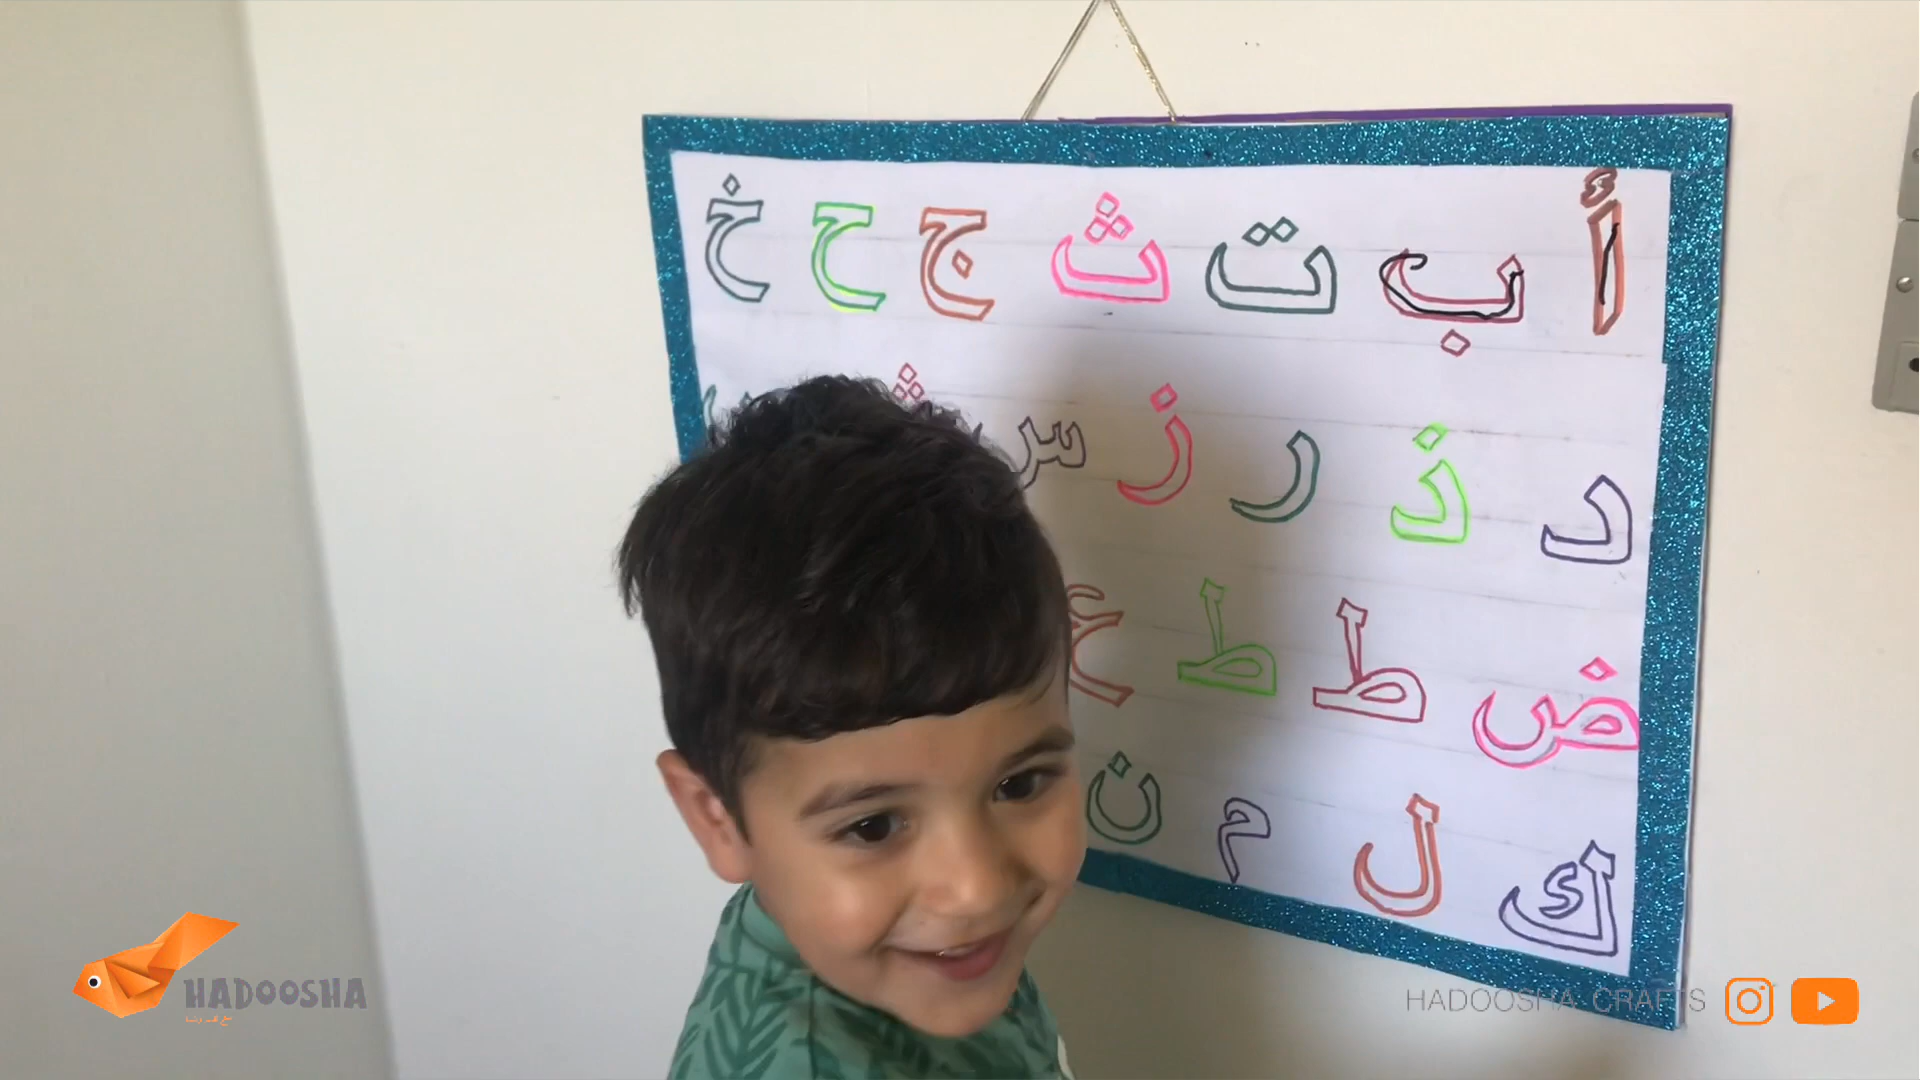 أ ب ت ث ج ح خ
د ذ ر ز س
ض ط ط ع
ك ل م ن
HADOOSHA
HADOOSHA CRAFTS